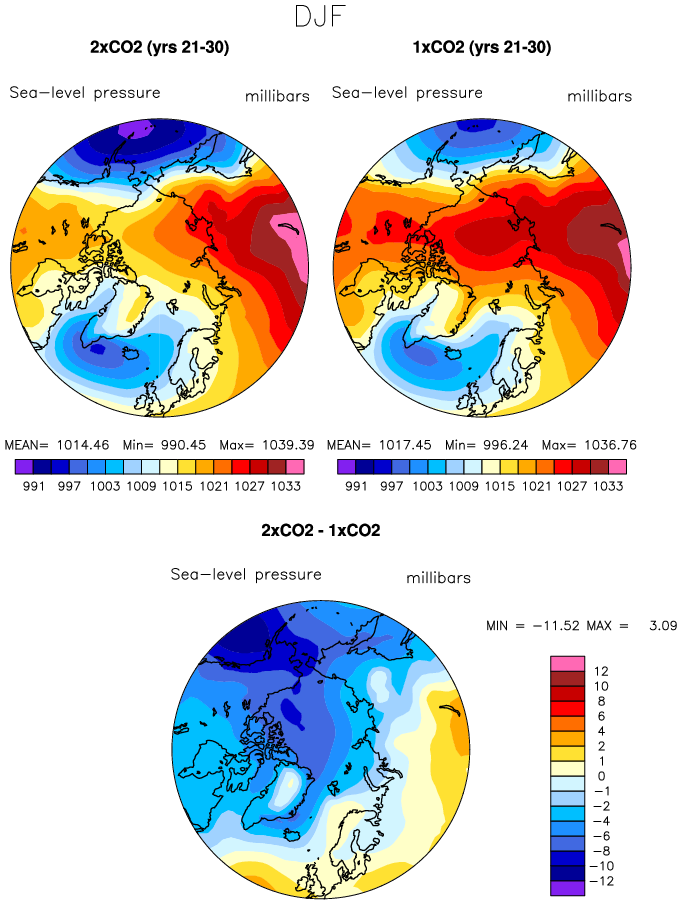 DJF
2xCO2 (yrs 21-30)
1xCO2 (yrs 21-30)
Sea-level pressure
millibars
Sea-level pressure
millibars
MEAN= 1014.46 Min= 990.45 Max= 1039.39
MEAN= 1017.45 Min= 996.24 Max= 1036.76
991 997 1003 1009 1015 1021 1027 1033
991 997 1003 1009 1015 1021 1027 1033
2xCO2 - 1xCO2
Sea-level pressure
millibars
MIN = -11.52 MAX = 3.09
12
10
8
6
4
2
1
0
-1
-2
-4
-6
-8
-10
-12